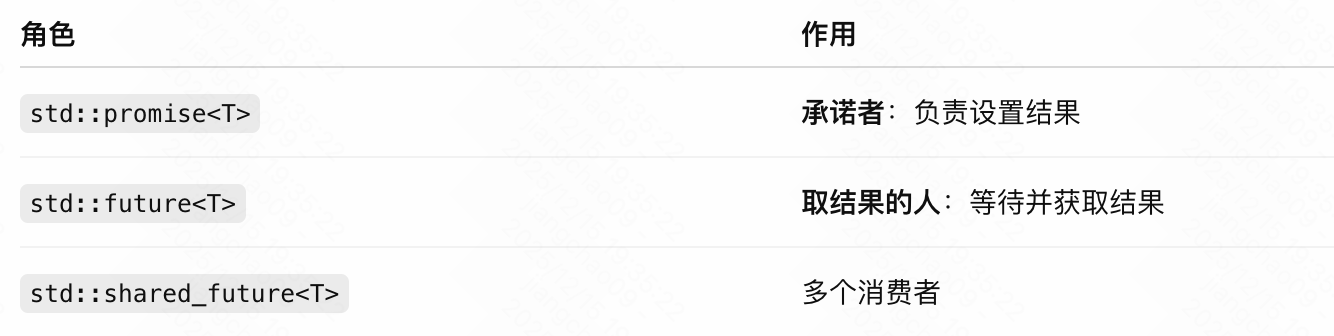 角色 作用
std::promise<T> 承诺者：负责设置结果
std::future<T> 取结果的人：等待并获取结果
std::shared_future<T> 多个消费者